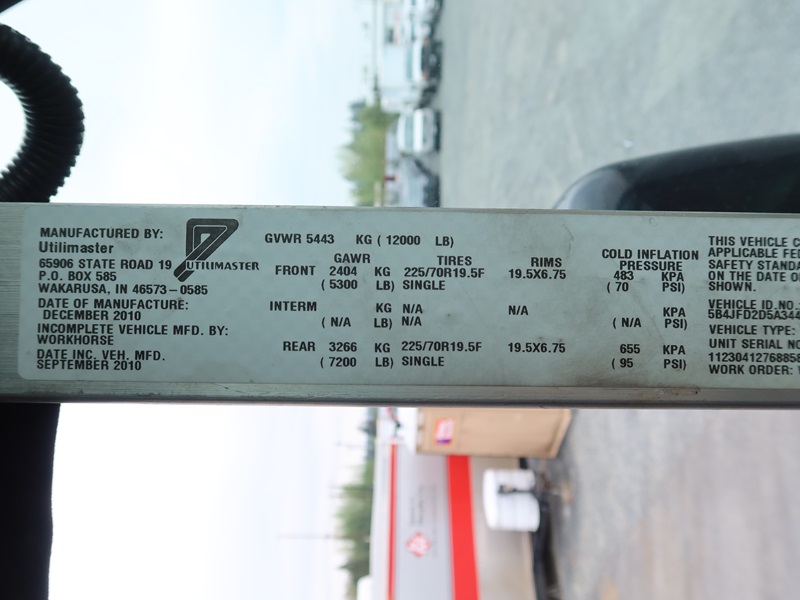 MANUFACTURED BY:
Utilimaster
65906 STATE ROAD 19
P.O. BOX 585
WAKARUSA, IN 46573-0585
DATE OF MANUFACTURE:
DECEMBER 2010
INCOMPLETE VEHICLE MFD. BY:
WORKHORSE
DATE INC. VEH. MFD.
SEPTEMBER 2010
UTILIMASTER
GVWR 5443 KG ( 12000 LB)
GAWR TIRES RIMS COLD INFLATION PRESSURE
FRONT 2404 KG 225/70R19.5F 19.5X6.75 483 KPA
( 5300 LB) SINGLE ( 70 PSI)
INTERM KG N/A N/A KPA
( N/A LB) N/A ( N/A PSI)
REAR 3266 KG 225/70R19.5F 19.5X6.75 655 KPA
( 7200 LB) SINGLE ( 95 PSI)
THIS VEHICLE C
APPLICABLE FED
SAFETY STANDA
ON THE DATE O
SHOWN.
VEHICLE ID.NO.
5B4JFD2D5A344
VEHICLE TYPE:
UNIT SERIAL NO
11230412768858
WORK ORDER: